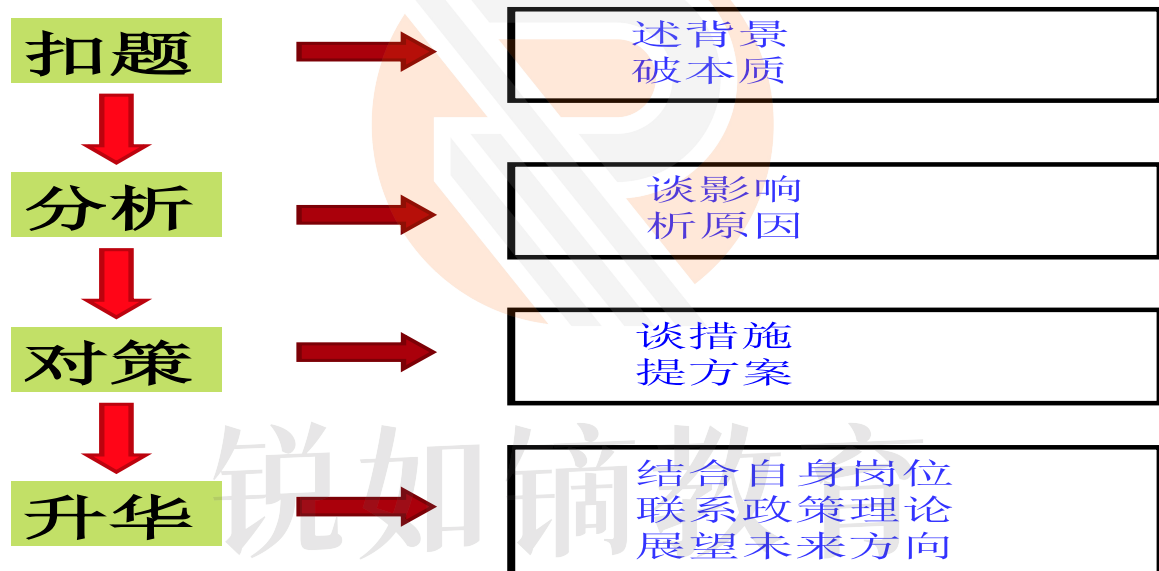 扣题
述背景
破本质
分析
谈影响
析原因
对策
谈措施
提方案
升华
结合自身岗位
联系政策理论
展望未来方向
锐如镝教育